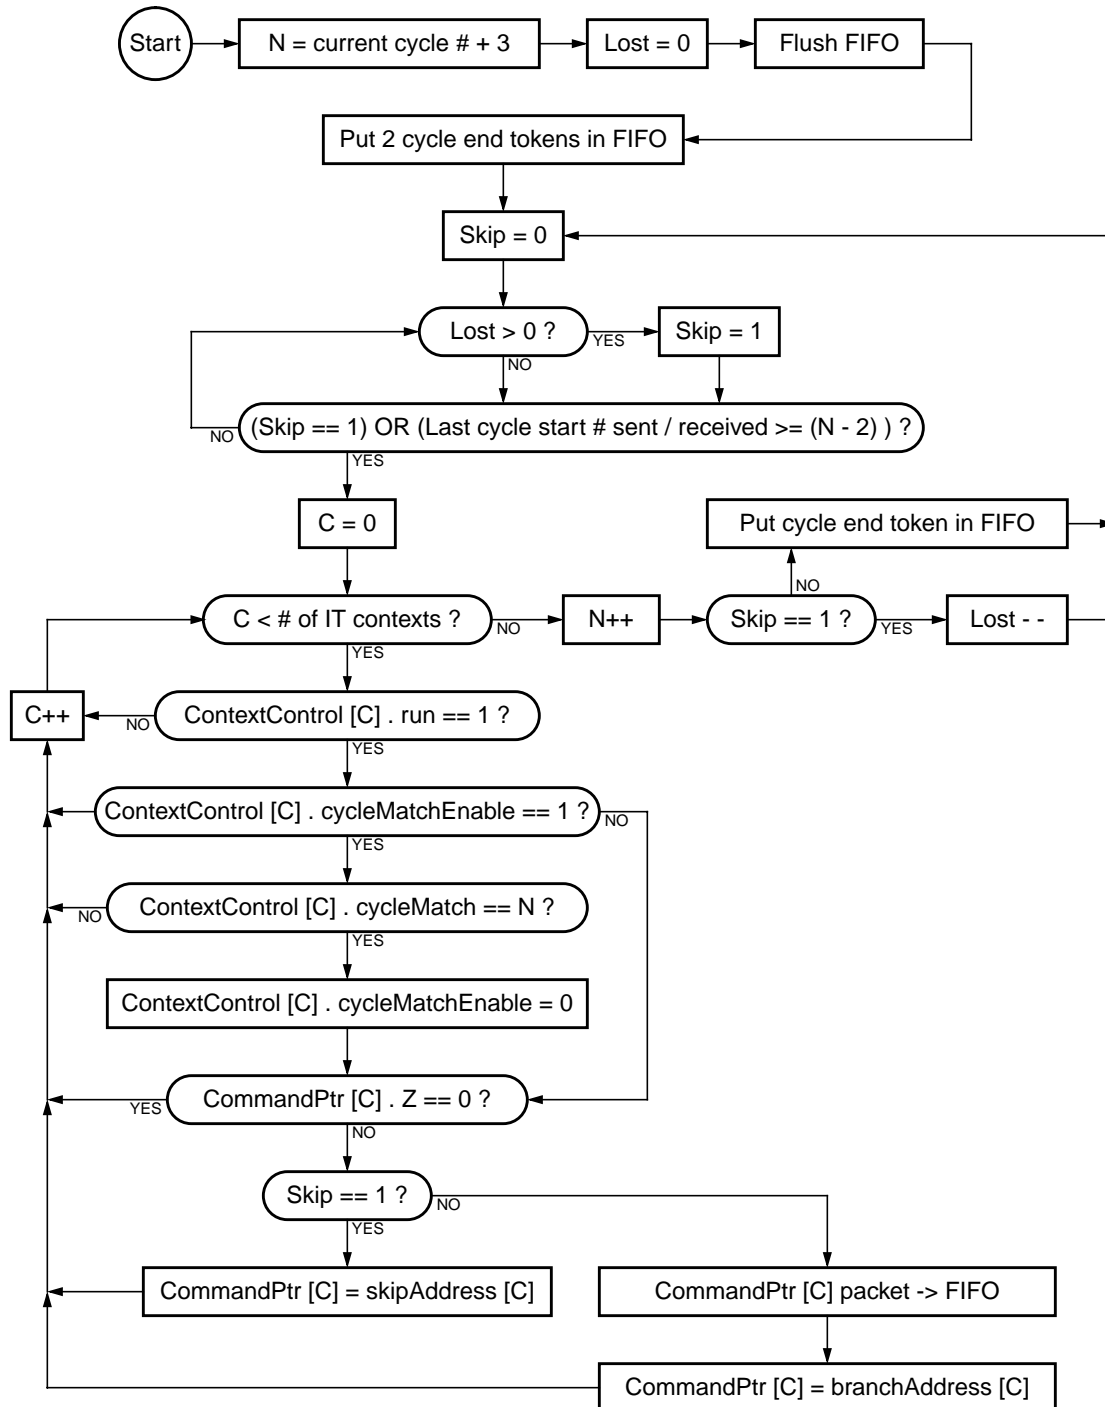 Start
N = current cycle # + 3
Lost = 0
Flush FIFO
Put 2 cycle end tokens in FIFO
Skip = 0
Lost > 0 ?
YES
Skip = 1
NO
(Skip == 1) OR (Last cycle start # sent / received >= (N - 2) ) ?
NO
YES
C = 0
Put cycle end token in FIFO
NO
C < # of IT contexts ?
NO
N++
Skip == 1 ?
YES
Lost - -
YES
C++
NO
ContextControl [C] . run == 1 ?
YES
ContextControl [C] . cycleMatchEnable == 1 ?
NO
YES
ContextControl [C] . cycleMatch == N ?
NO
YES
ContextControl [C] . cycleMatchEnable = 0
CommandPtr [C] . Z == 0 ?
YES
NO
Skip == 1 ?
NO
YES
CommandPtr [C] = skipAddress [C]
CommandPtr [C] packet -> FIFO
CommandPtr [C] = branchAddress [C]